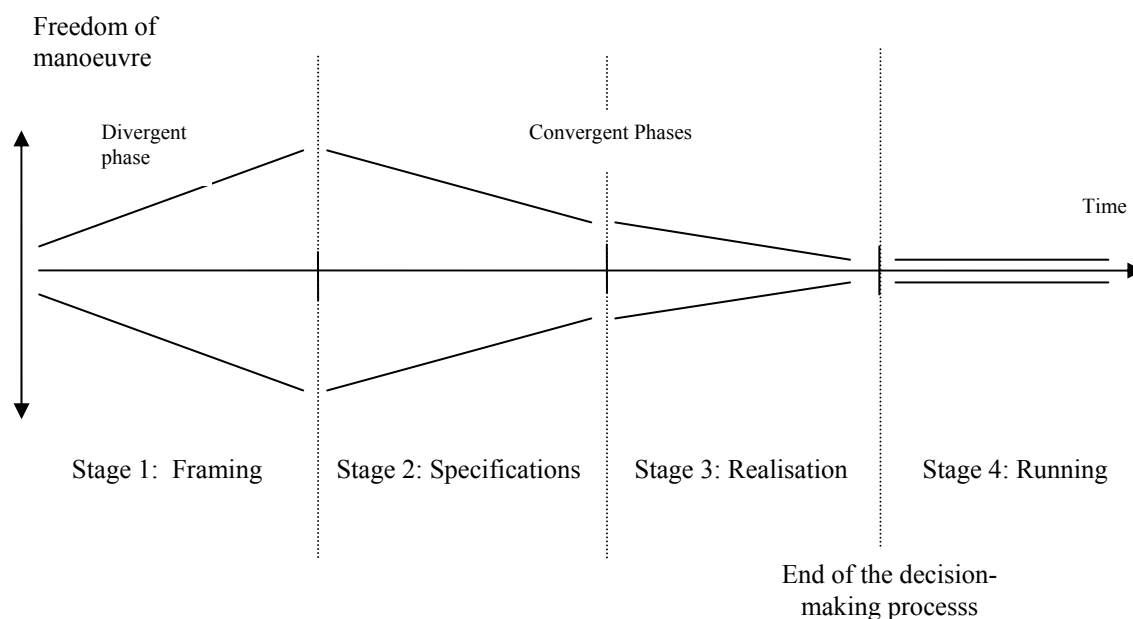 Freedom of
manoeuvre
Divergent
phase
Convergent Phases
Time
Stage 1: Framing
Stage 2: Specifications
Stage 3: Realisation
Stage 4: Running
End of the decision-
making processs